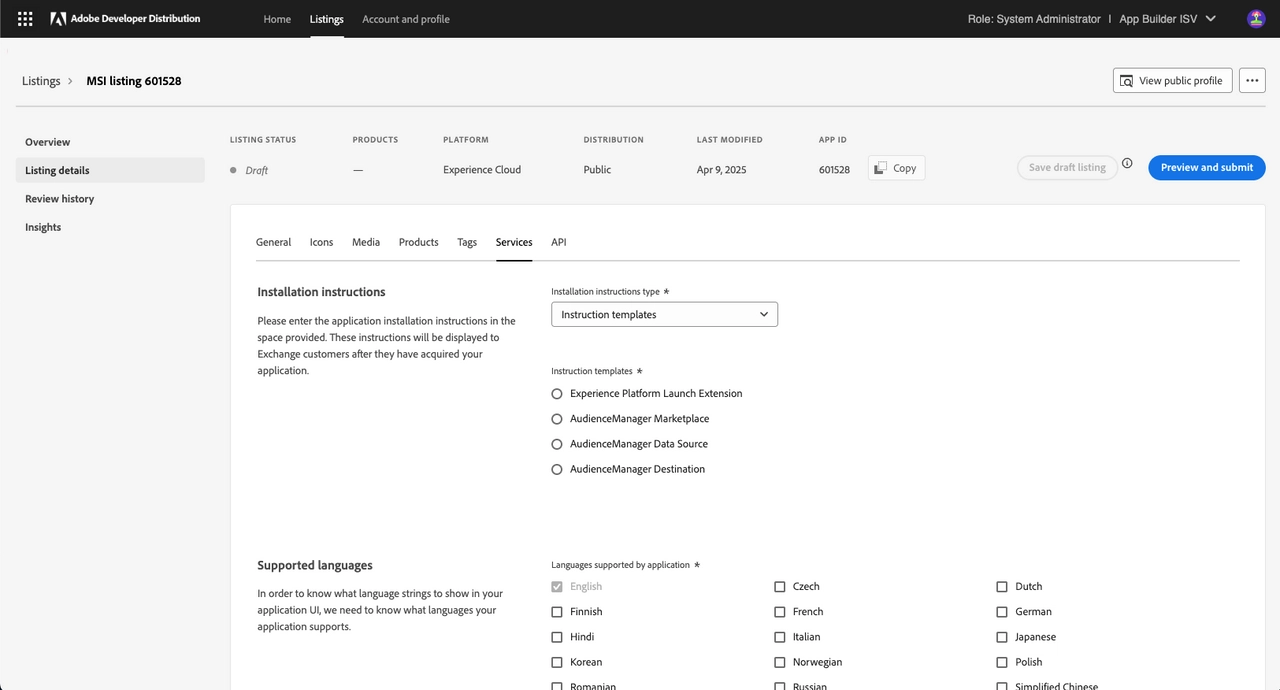 Adobe Developer Distribution Home Listings Account and profile Role: System Administrator | App Builder ISV
Listings > MSI listing 601528 View public profile
Overview
Listing details
Review history
Insights
LISTING STATUS PRODUCTS PLATFORM DISTRIBUTION LAST MODIFIED APP ID
Draft — Experience Cloud Public Apr 9, 2025 601528 Copy Save draft listing Preview and submit
General Icons Media Products Tags Services API
Installation instructions
Please enter the application installation instructions in the
space provided. These instructions will be displayed to
Exchange customers after they have acquired your
application.
Installation instructions type *
Instruction templates
Instruction templates *
Experience Platform Launch Extension
AudienceManager Marketplace
AudienceManager Data Source
AudienceManager Destination
Supported languages
In order to know what language strings to show in your
application UI, we need to know what languages your
application supports.
Languages supported by application *
English Czech Dutch
Finnish French German
Hindi Italian Japanese
Korean Norwegian Polish
Romanian Russian Simplified Chinese